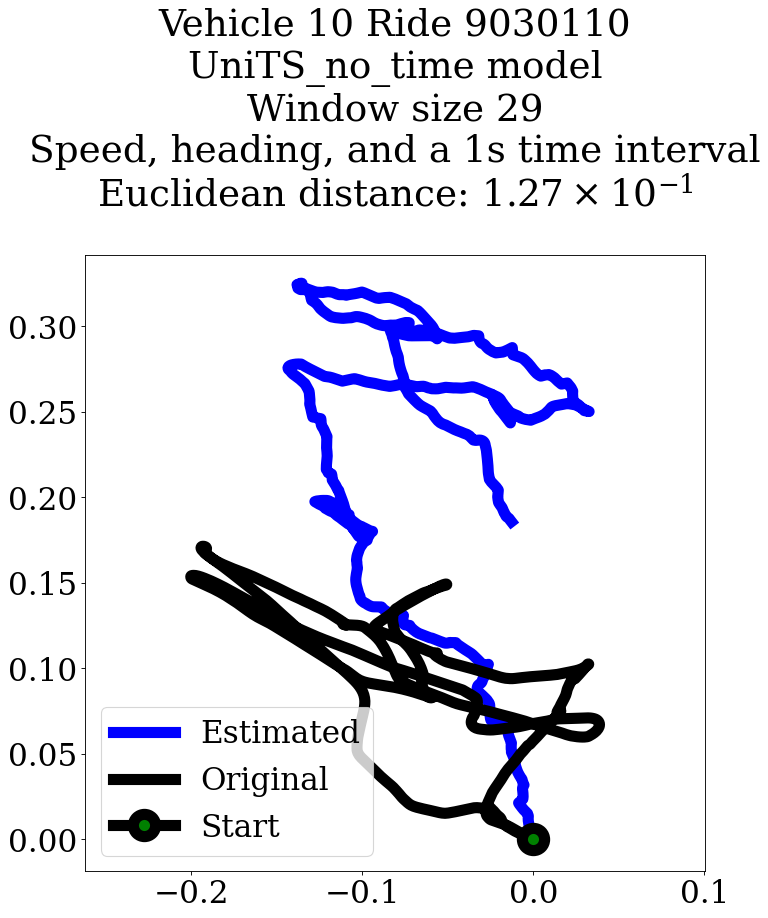 Vehicle 10 Ride 9030110
UniTS_no_time model
Window size 29
Speed, heading, and a 1s time interval
Euclidean distance: 1.27 × 10⁻¹
0.30
0.25
0.20
0.15
0.10
0.05
0.00
Estimated
Original
Start
−0.2 −0.1 0.0 0.1